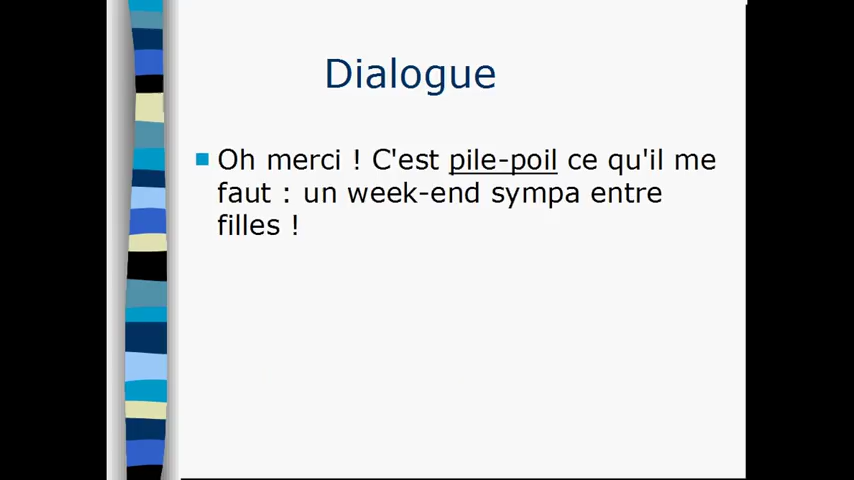 Dialogue
Oh merci ! C'est pile-poil ce qu'il me
faut : un week-end sympa entre
filles !